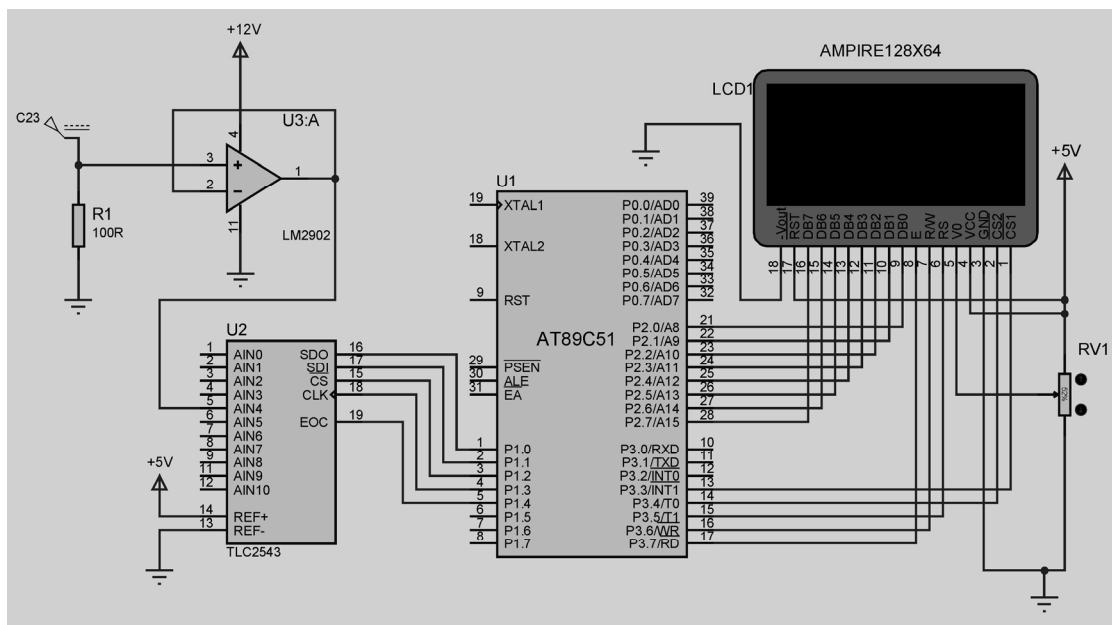 +12V
AMPIRE128X64
LCD1
C23
U3:A
4
3
2
1
11
LM2902
R1
100R
+5V
18 -Vout
17 RST
16 DB7
15 DB6
14 DB5
13 DB4
12 DB3
11 DB2
10 DB1
9 DB0
8 E
7 R/W
6 RS
5 V0
4 VCC
3 GND
2 CS2
1 CS1
RV1
U1
AT89C51
19 XTAL1
18 XTAL2
9 RST
29 PSEN
30 ALE
31 EA
1 P1.0
2 P1.1
3 P1.2
4 P1.3
5 P1.4
6 P1.5
7 P1.6
8 P1.7
P0.0/AD0 39
P0.1/AD1 38
P0.2/AD2 37
P0.3/AD3 36
P0.4/AD4 35
P0.5/AD5 34
P0.6/AD6 33
P0.7/AD7 32
P2.0/A8 21
P2.1/A9 22
P2.2/A10 23
P2.3/A11 24
P2.4/A12 25
P2.5/A13 26
P2.6/A14 27
P2.7/A15 28
P3.0/RXD 10
P3.1/TXD 11
P3.2/INT0 12
P3.3/INT1 13
P3.4/T0 14
P3.5/T1 15
P3.6/WR 16
P3.7/RD 17
U2
1 AIN0
2 AIN1
3 AIN2
4 AIN3
5 AIN4
6 AIN5
7 AIN6
8 AIN7
9 AIN8
11 AIN9
12 AIN10
14 REF+
13 REF-
SDO 16
SDI 17
CS 15
CLK 18
EOC 19
+5V
TLC2543